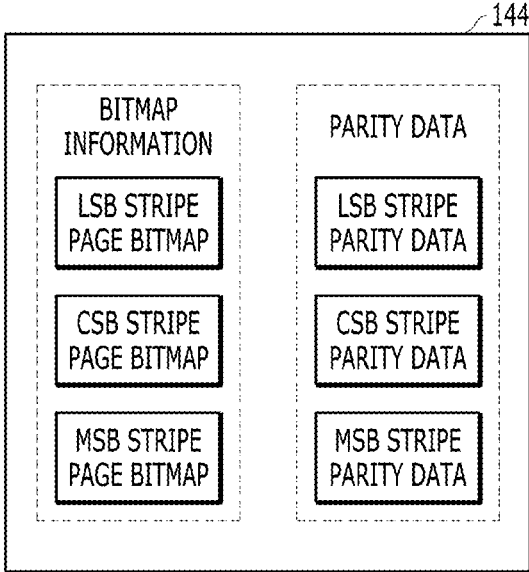 144
BITMAP
INFORMATION
LSB STRIPE
PAGE BITMAP
CSB STRIPE
PAGE BITMAP
MSB STRIPE
PAGE BITMAP
PARITY DATA
LSB STRIPE
PARITY DATA
CSB STRIPE
PARITY DATA
MSB STRIPE
PARITY DATA